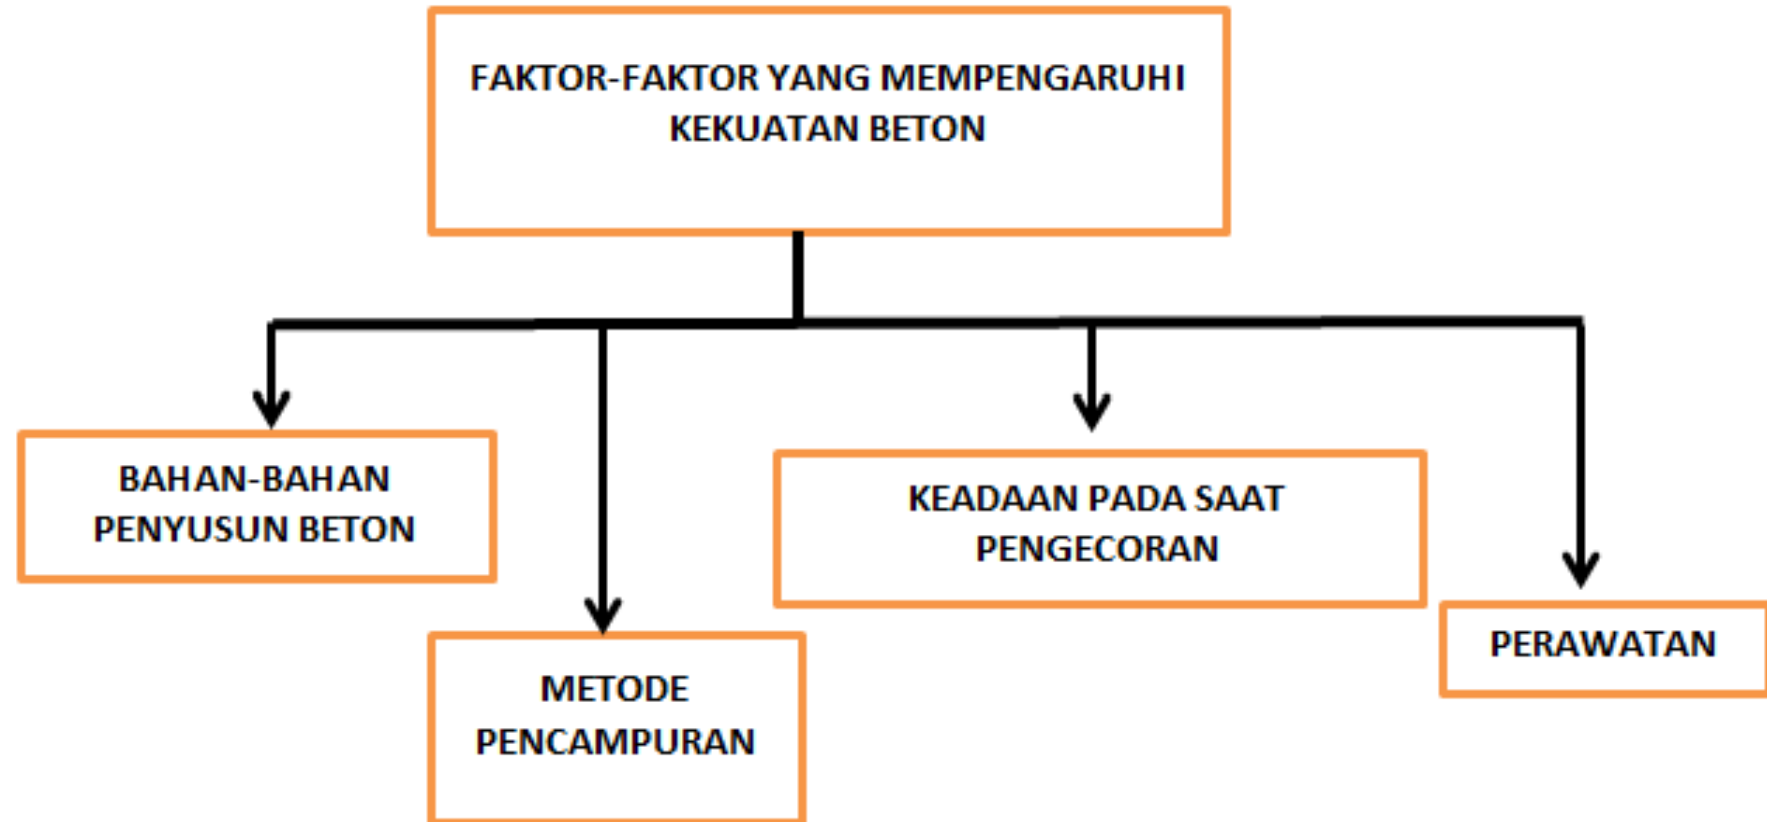 FAKTOR-FAKTOR YANG MEMPENGARUHI
KEKUATAN BETON
BAHAN-BAHAN
PENYUSUN BETON
METODE
PENCAMPURAN
KEADAAN PADA SAAT
PENGECORAN
PERAWATAN